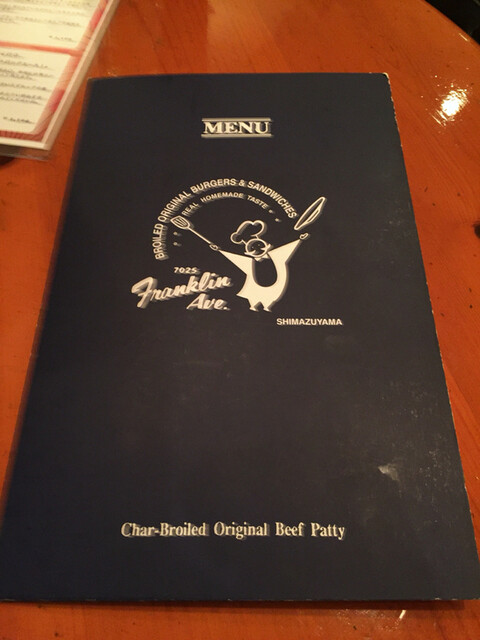 MENU
BROILED ORIGINAL BURGERS & SANDWICHES
REAL HOMEMADE TASTE
7025
Franklin
Ave.
SHIMAZUYAMA
Char-Broiled Original Beef Patty